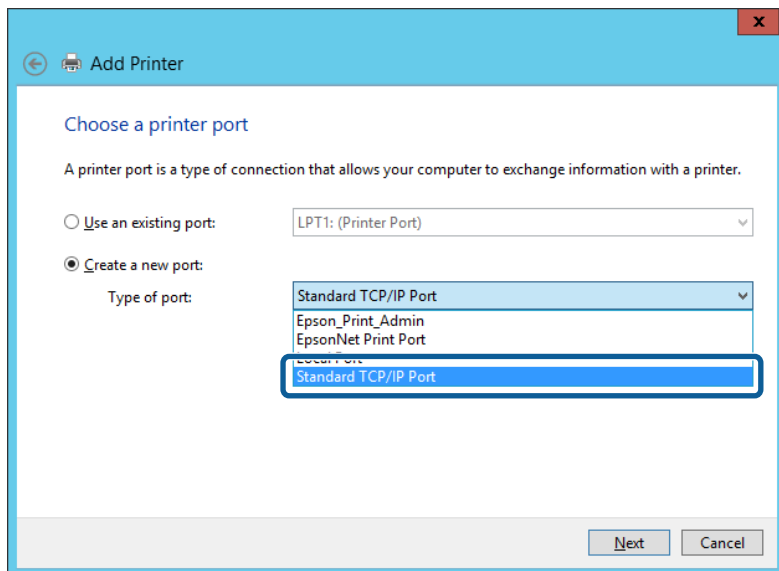 x
Add Printer
Choose a printer port
A printer port is a type of connection that allows your computer to exchange information with a printer.
Use an existing port: LPT1: (Printer Port)
Create a new port:
Type of port: Standard TCP/IP Port
Epson_Print_Admin
EpsonNet Print Port
Local Port
Standard TCP/IP Port
Next Cancel